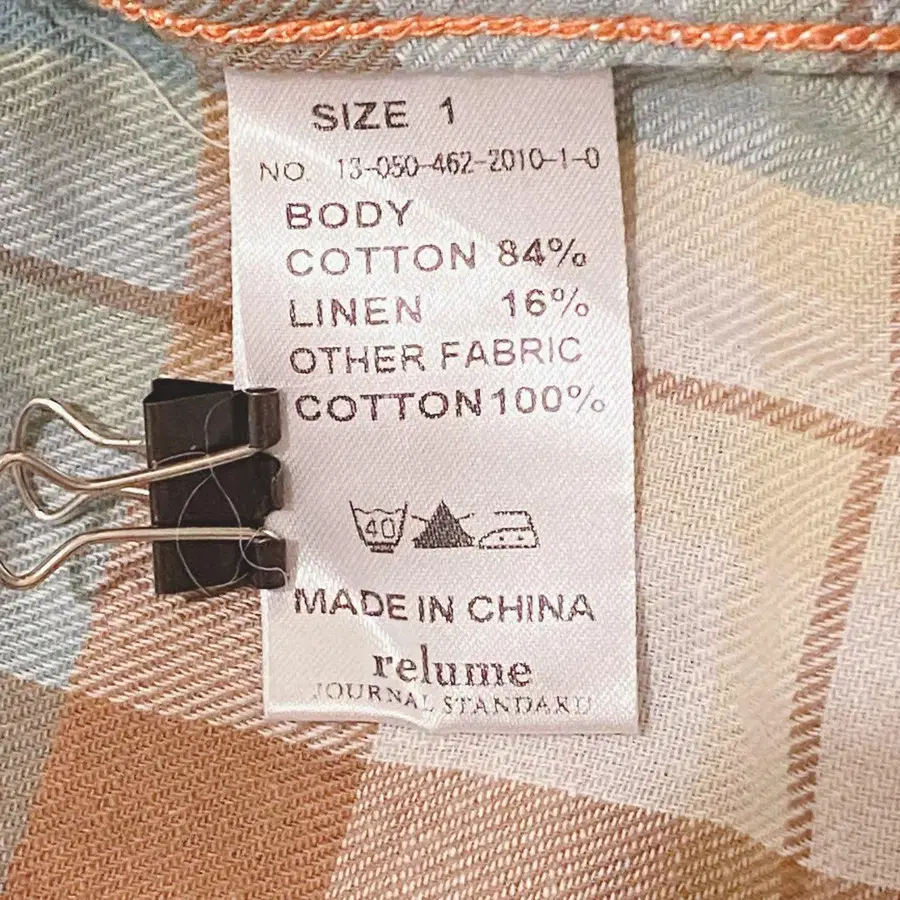 SIZE 1
NO. 13-050-462-2010-1-0
BODY
COTTON 84%
LINEN 16%
OTHER FABRIC
COTTON 100%
40
MADE IN CHINA
relume
JOURNAL STANDARD